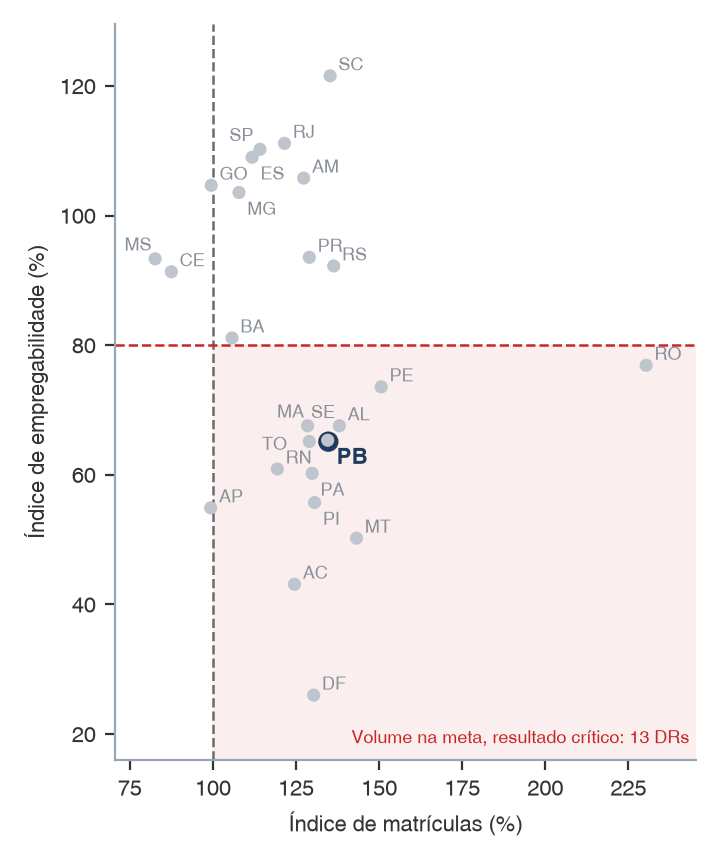 120
100
80
60
40
20
Índice de empregabilidade (%)
SC
SP
RJ
GO
ES
AM
MG
MS
CE
PR
RS
BA
RO
PE
MA
SE
AL
TO
RN
PB
AP
PA
PI
MT
AC
DF
Volume na meta, resultado crítico: 13 DRs
75
100
125
150
175
200
225
Índice de matrículas (%)